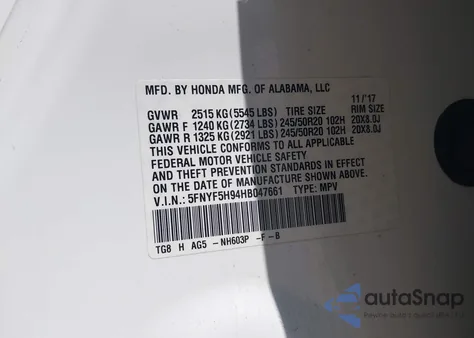 MFD. BY HONDA MFG. OF ALABAMA, LLC
11/'17
GVWR 2515 KG(5545 LBS) TIRE SIZE RIM SIZE
GAWR F 1240 KG(2734 LBS)245/50R20 102H 20X8.0J
GAWR R 1325 KG(2921 LBS)245/50R20 102H 20X8.0J
THIS VEHICLE CONFORMS TO ALL APPLICABLE
FEDERAL MOTOR VEHICLE SAFETY
AND THEFT PREVENTION STANDARDS IN EFFECT
ON THE DATE OF MANUFACTURE SHOWN ABOVE.
V.I.N.: 5FNYF5H94HB047661 TYPE: MPV
TG8 H AG5 -NH603P -F -B
autaSnap